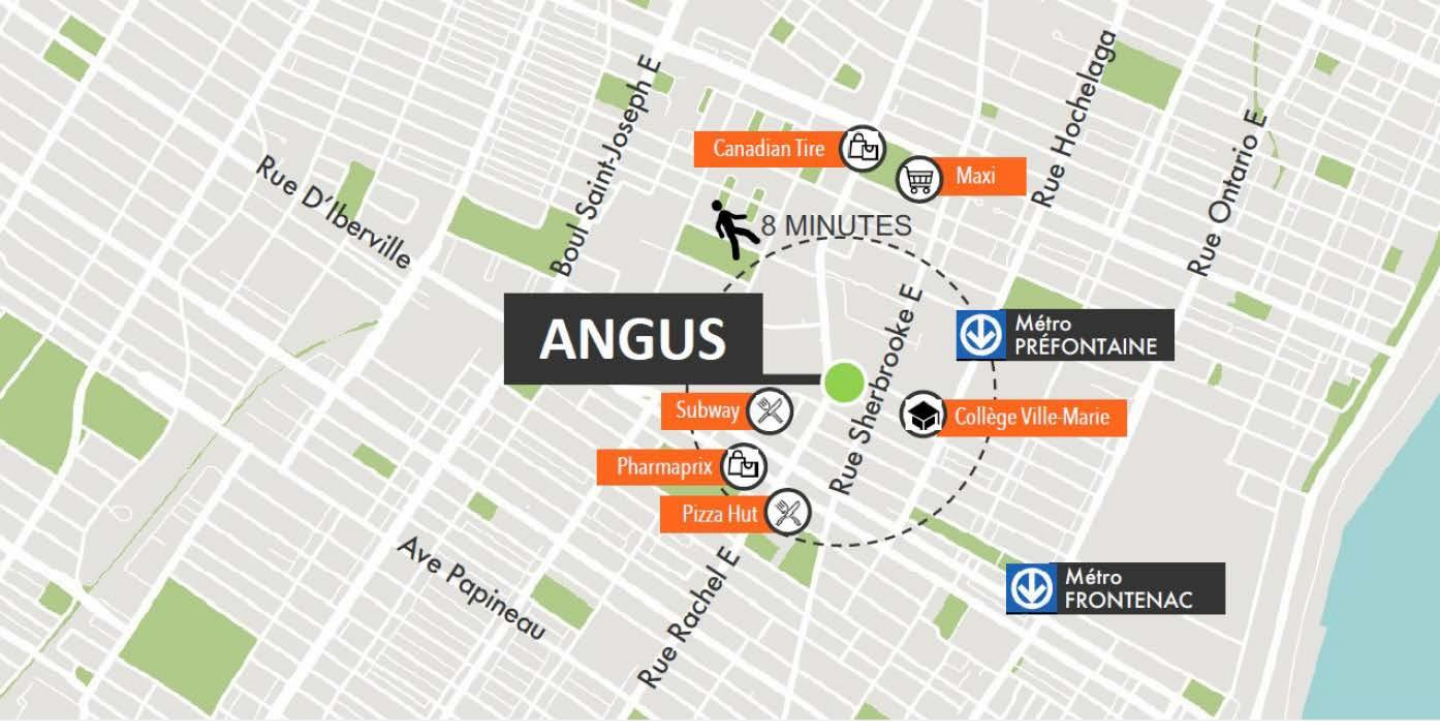 Rue D'Iberville
Boul Saint-Joseph E
Canadian Tire
Maxi
Rue Hochelaga
Rue Ontario E
8 MINUTES
ANGUS
Rue Sherbrooke E
Métro
PRÉFONTAINE
Subway
Collège Ville-Marie
Pharmaprix
Pizza Hut
Ave Papineau
Rue Rachel E
Métro
FRONTENAC